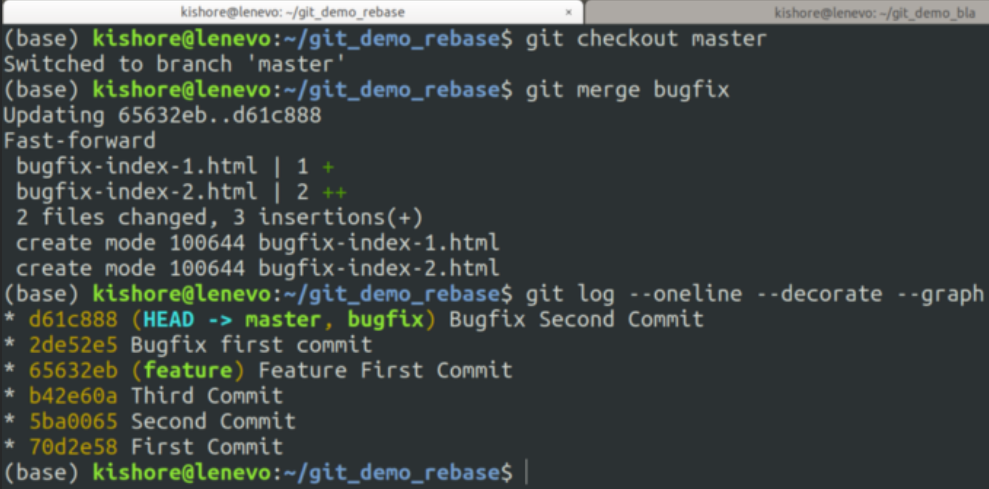 kishore@lenevo: ~/git_demo_rebase × kishore@lenevo: ~/git_demo_bla
(base) kishore@lenevo:~/git_demo_rebase$ git checkout master
Switched to branch 'master'
(base) kishore@lenevo:~/git_demo_rebase$ git merge bugfix
Updating 65632eb..d61c888
Fast-forward
 bugfix-index-1.html | 1 +
 bugfix-index-2.html | 2 ++
 2 files changed, 3 insertions(+)
 create mode 100644 bugfix-index-1.html
 create mode 100644 bugfix-index-2.html
(base) kishore@lenevo:~/git_demo_rebase$ git log --oneline --decorate --graph
* d61c888 (HEAD -> master, bugfix) Bugfix Second Commit
* 2de52e5 Bugfix first commit
* 65632eb (feature) Feature First Commit
* b42e60a Third Commit
* 5ba0065 Second Commit
* 70d2e58 First Commit
(base) kishore@lenevo:~/git_demo_rebase$